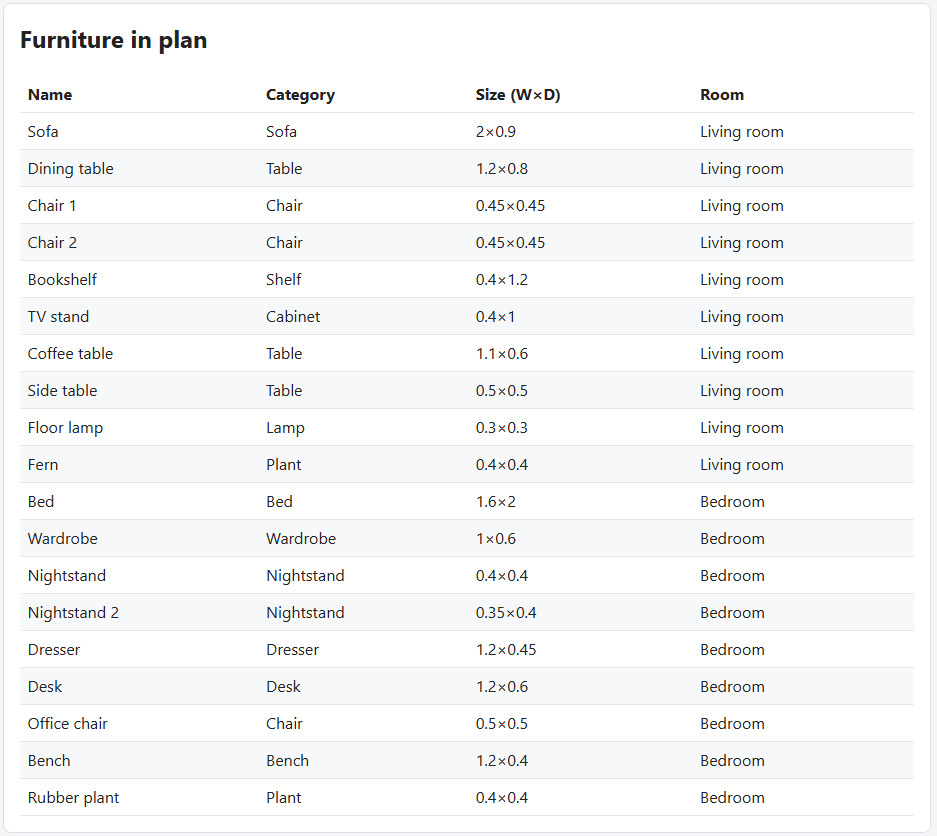 Furniture in plan
Name Category Size (W×D) Room
Sofa Sofa 2×0.9 Living room
Dining table Table 1.2×0.8 Living room
Chair 1 Chair 0.45×0.45 Living room
Chair 2 Chair 0.45×0.45 Living room
Bookshelf Shelf 0.4×1.2 Living room
TV stand Cabinet 0.4×1 Living room
Coffee table Table 1.1×0.6 Living room
Side table Table 0.5×0.5 Living room
Floor lamp Lamp 0.3×0.3 Living room
Fern Plant 0.4×0.4 Living room
Bed Bed 1.6×2 Bedroom
Wardrobe Wardrobe 1×0.6 Bedroom
Nightstand Nightstand 0.4×0.4 Bedroom
Nightstand 2 Nightstand 0.35×0.4 Bedroom
Dresser Dresser 1.2×0.45 Bedroom
Desk Desk 1.2×0.6 Bedroom
Office chair Chair 0.5×0.5 Bedroom
Bench Bench 1.2×0.4 Bedroom
Rubber plant Plant 0.4×0.4 Bedroom